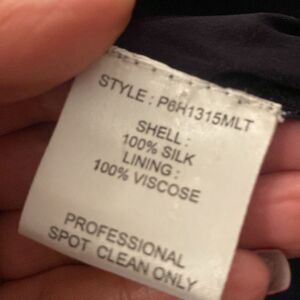 STYLE : P6H1315MLT
SHELL :
100% SILK
LINING :
100% VISCOSE
PROFESSIONAL
SPOT CLEAN ONLY